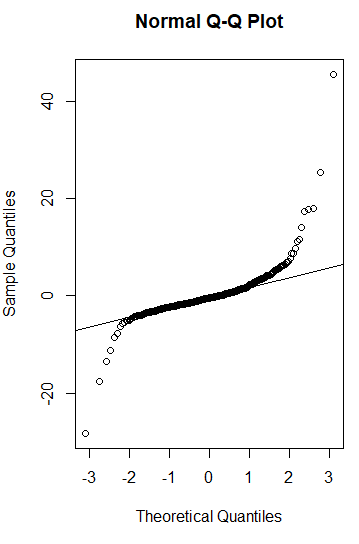 Normal Q-Q Plot
Sample Quantiles
40
20
0
-20
-3 -2 -1 0 1 2 3
Theoretical Quantiles